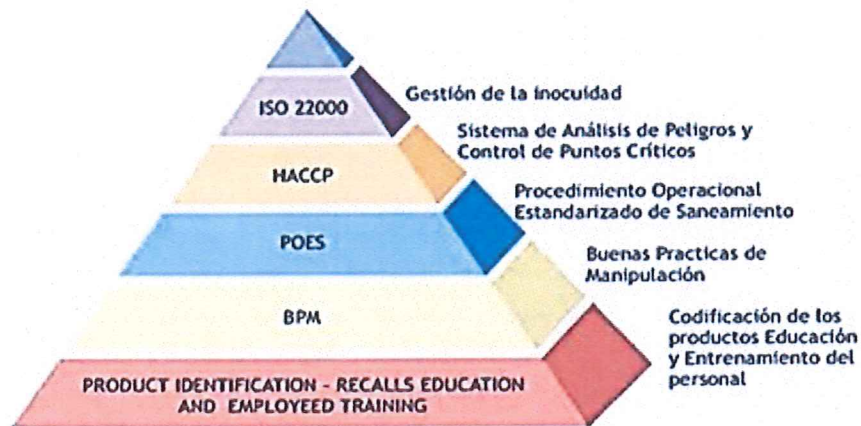 ISO 22000
Gestión de la inocuidad
HACCP
Sistema de Análisis de Peligros y
Control de Puntos Críticos
POES
Procedimiento Operacional
Estandarizado de Saneamiento
BPM
Buenas Practicas de
Manipulación
PRODUCT IDENTIFICATION - RECALLS EDUCATION
AND EMPLOYEED TRAINING
Codificación de los
productos Educación
y Entrenamiento del
personal